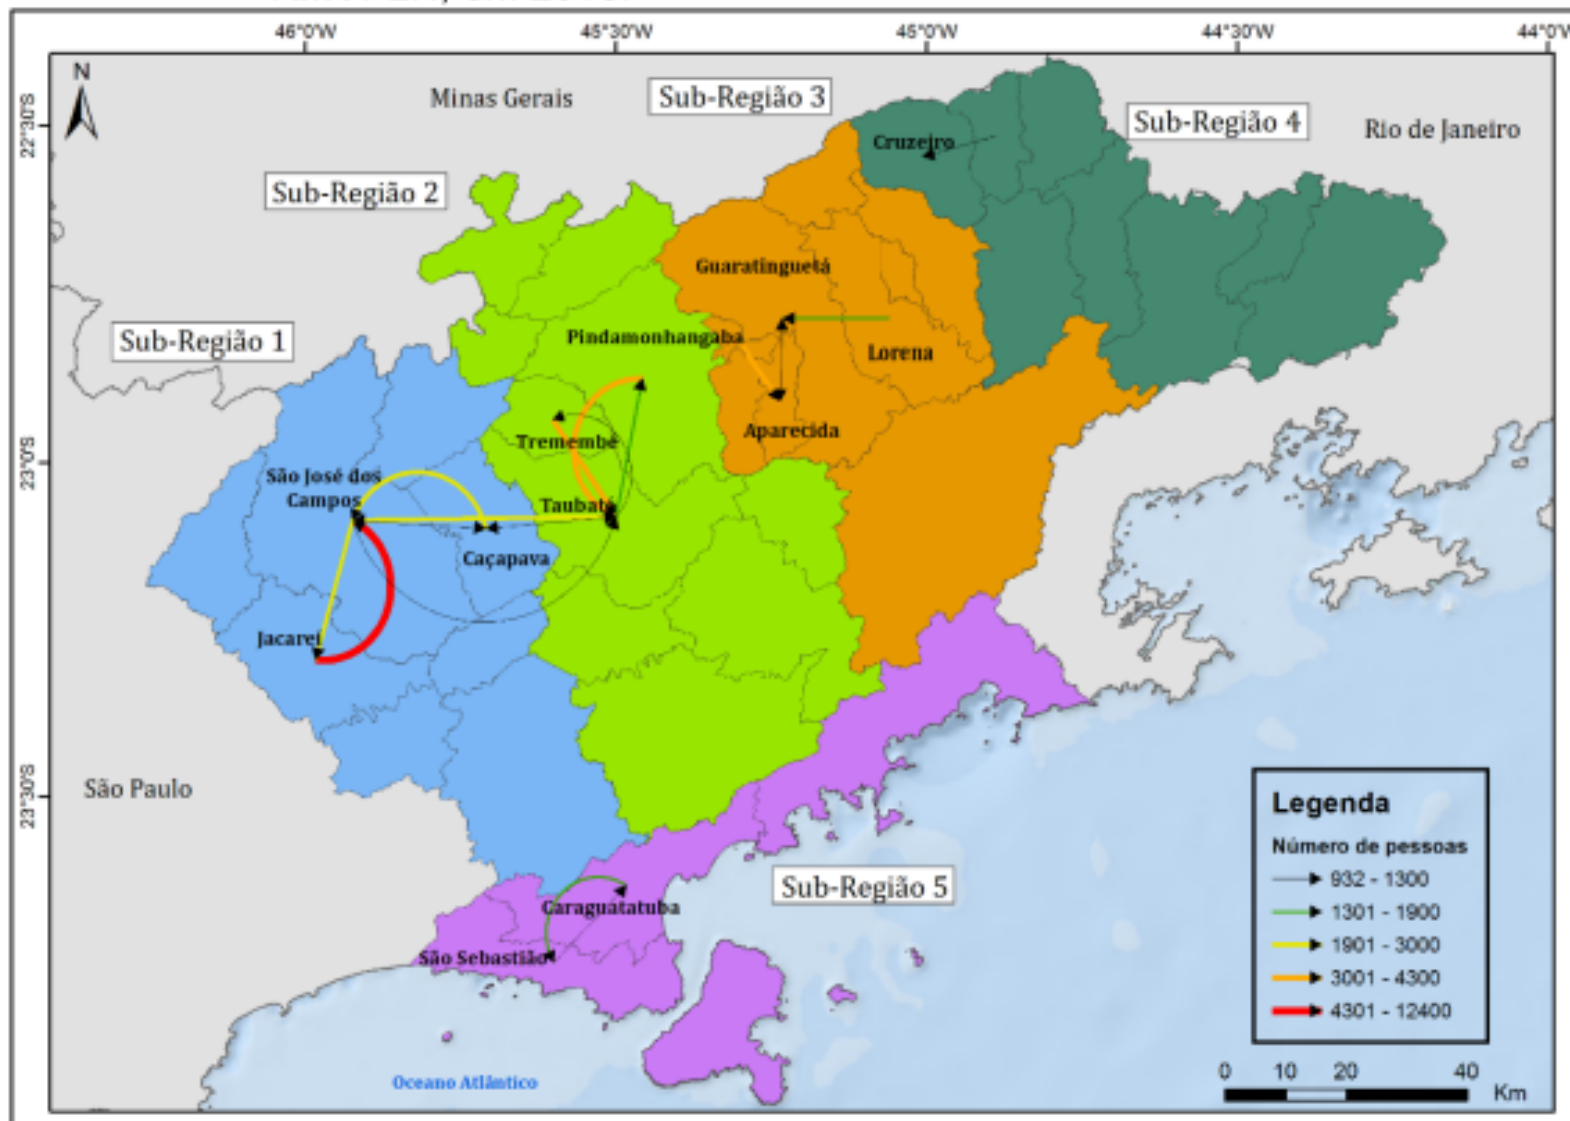 46°0'W
45°30'W
45°0'W
44°30'W
44°0'W
N
Minas Gerais
Sub-Região 3
Sub-Região 4
Rio de Janeiro
22°30'S
Cruzeiro
Sub-Região 2
Guaratinguetá
Sub-Região 1
Pindamonhangaba
Lorena
Tremembé
Aparecida
23°0'S
São José dos
Campos
Taubaté
Caçapava
Jacareí
São Paulo
23°30'S
Sub-Região 5
Caraguatatuba
São Sebastião
Oceano Atlântico
Legenda
Número de pessoas
932 - 1300
1301 - 1900
1901 - 3000
3001 - 4300
4301 - 12400
0 10 20 40
Km